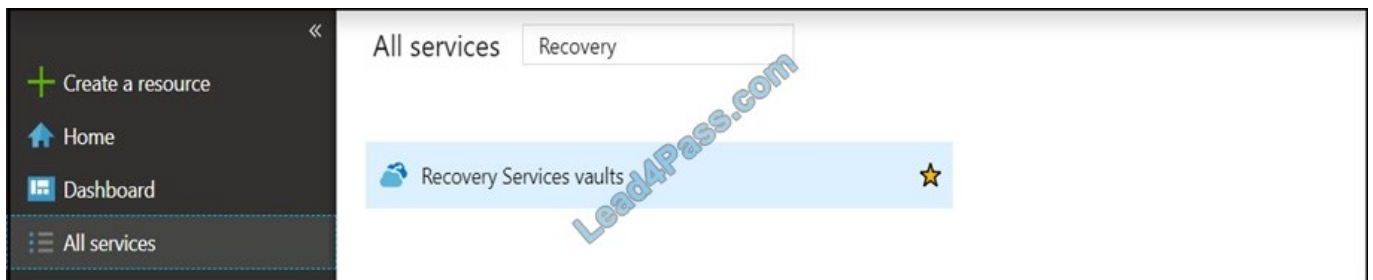 «
Create a resource
Home
Dashboard
All services
All services
Recovery
Recovery Services vaults
Lead4Pass.com